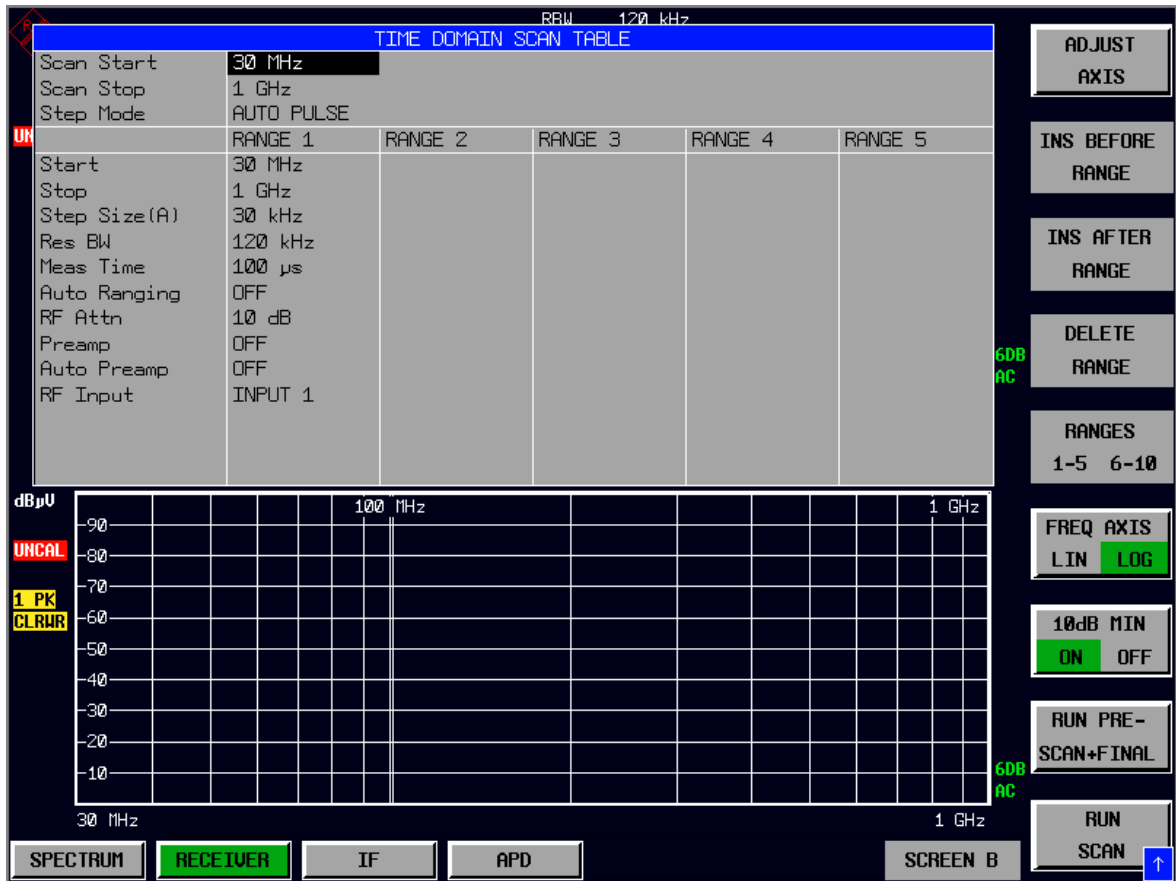 RBW 120 kHz
TIME DOMAIN SCAN TABLE
Scan Start 30 MHz
Scan Stop 1 GHz
Step Mode AUTO PULSE
RANGE 1 RANGE 2 RANGE 3 RANGE 4 RANGE 5
Start 30 MHz
Stop 1 GHz
Step Size(A) 30 kHz
Res BW 120 kHz
Meas Time 100 µs
Auto Ranging OFF
RF Attn 10 dB
Preamp OFF
Auto Preamp OFF
RF Input INPUT 1
6DB
AC
dBµV
100 MHz 1 GHz
90
UNCAL 80
70
1 PK
CLRWR 60
50
40
30
20
10
6DB
AC
30 MHz 1 GHz
ADJUST
AXIS
INS BEFORE
RANGE
INS AFTER
RANGE
DELETE
RANGE
RANGES
1-5 6-10
FREQ AXIS
LIN LOG
10dB MIN
ON OFF
RUN PRE-
SCAN+FINAL
RUN
SCAN
SPECTRUM RECEIVER IF APD SCREEN B